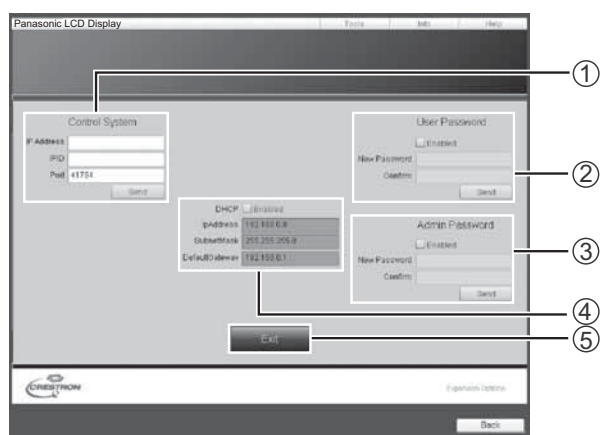 Panasonic LCD Display
Tools Info Help
①
Control System
IP Address
IPID
Port 41794
Send
User Password
Enabled
New Password
Confirm
Send
②
DHCP Enabled
IpAddress 192.168.0.8
SubnetMask 255.255.255.0
DefaultGateway 192.168.0.1
Admin Password
Enabled
New Password
Confirm
Send
③
④
Exit
⑤
CRESTRON
Expansion Options
Back